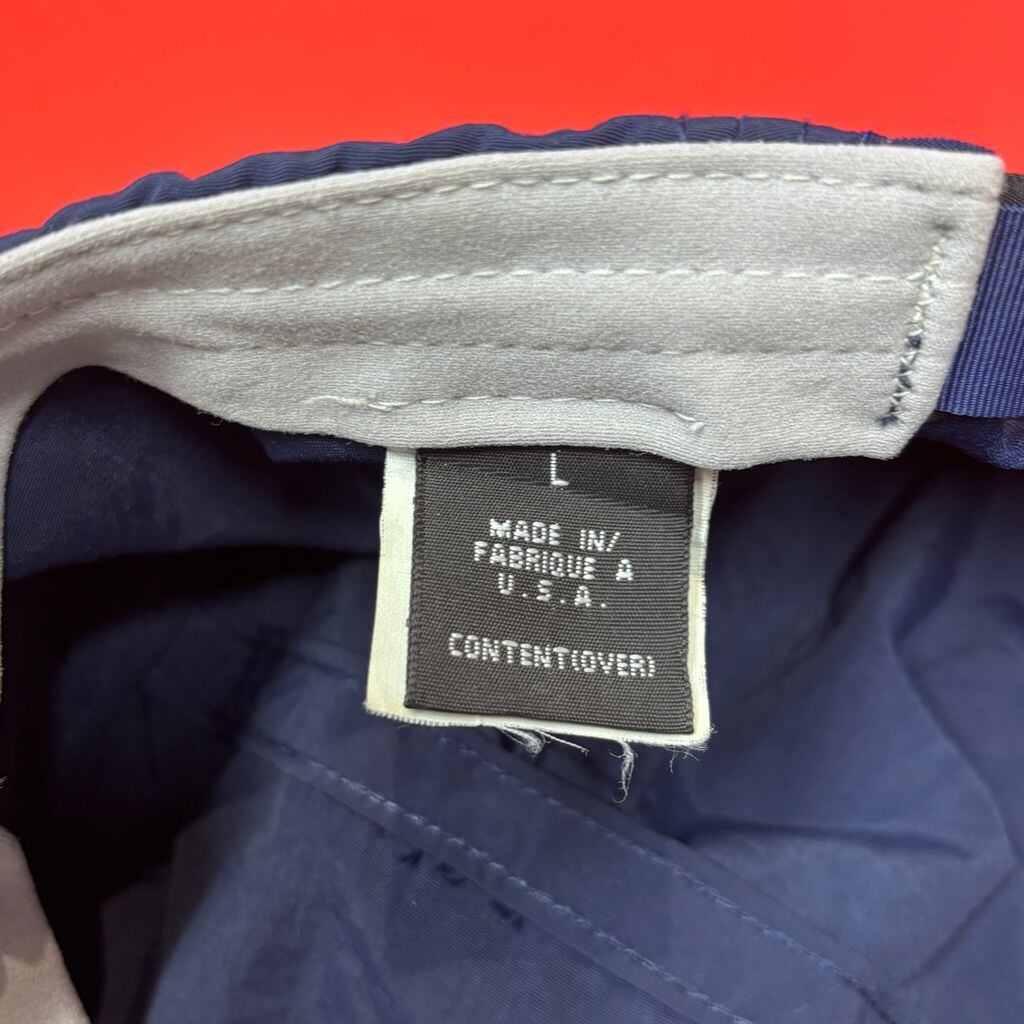 L
MADE IN/
FABRIQUE A
U.S.A.
CONTENT(OVER)